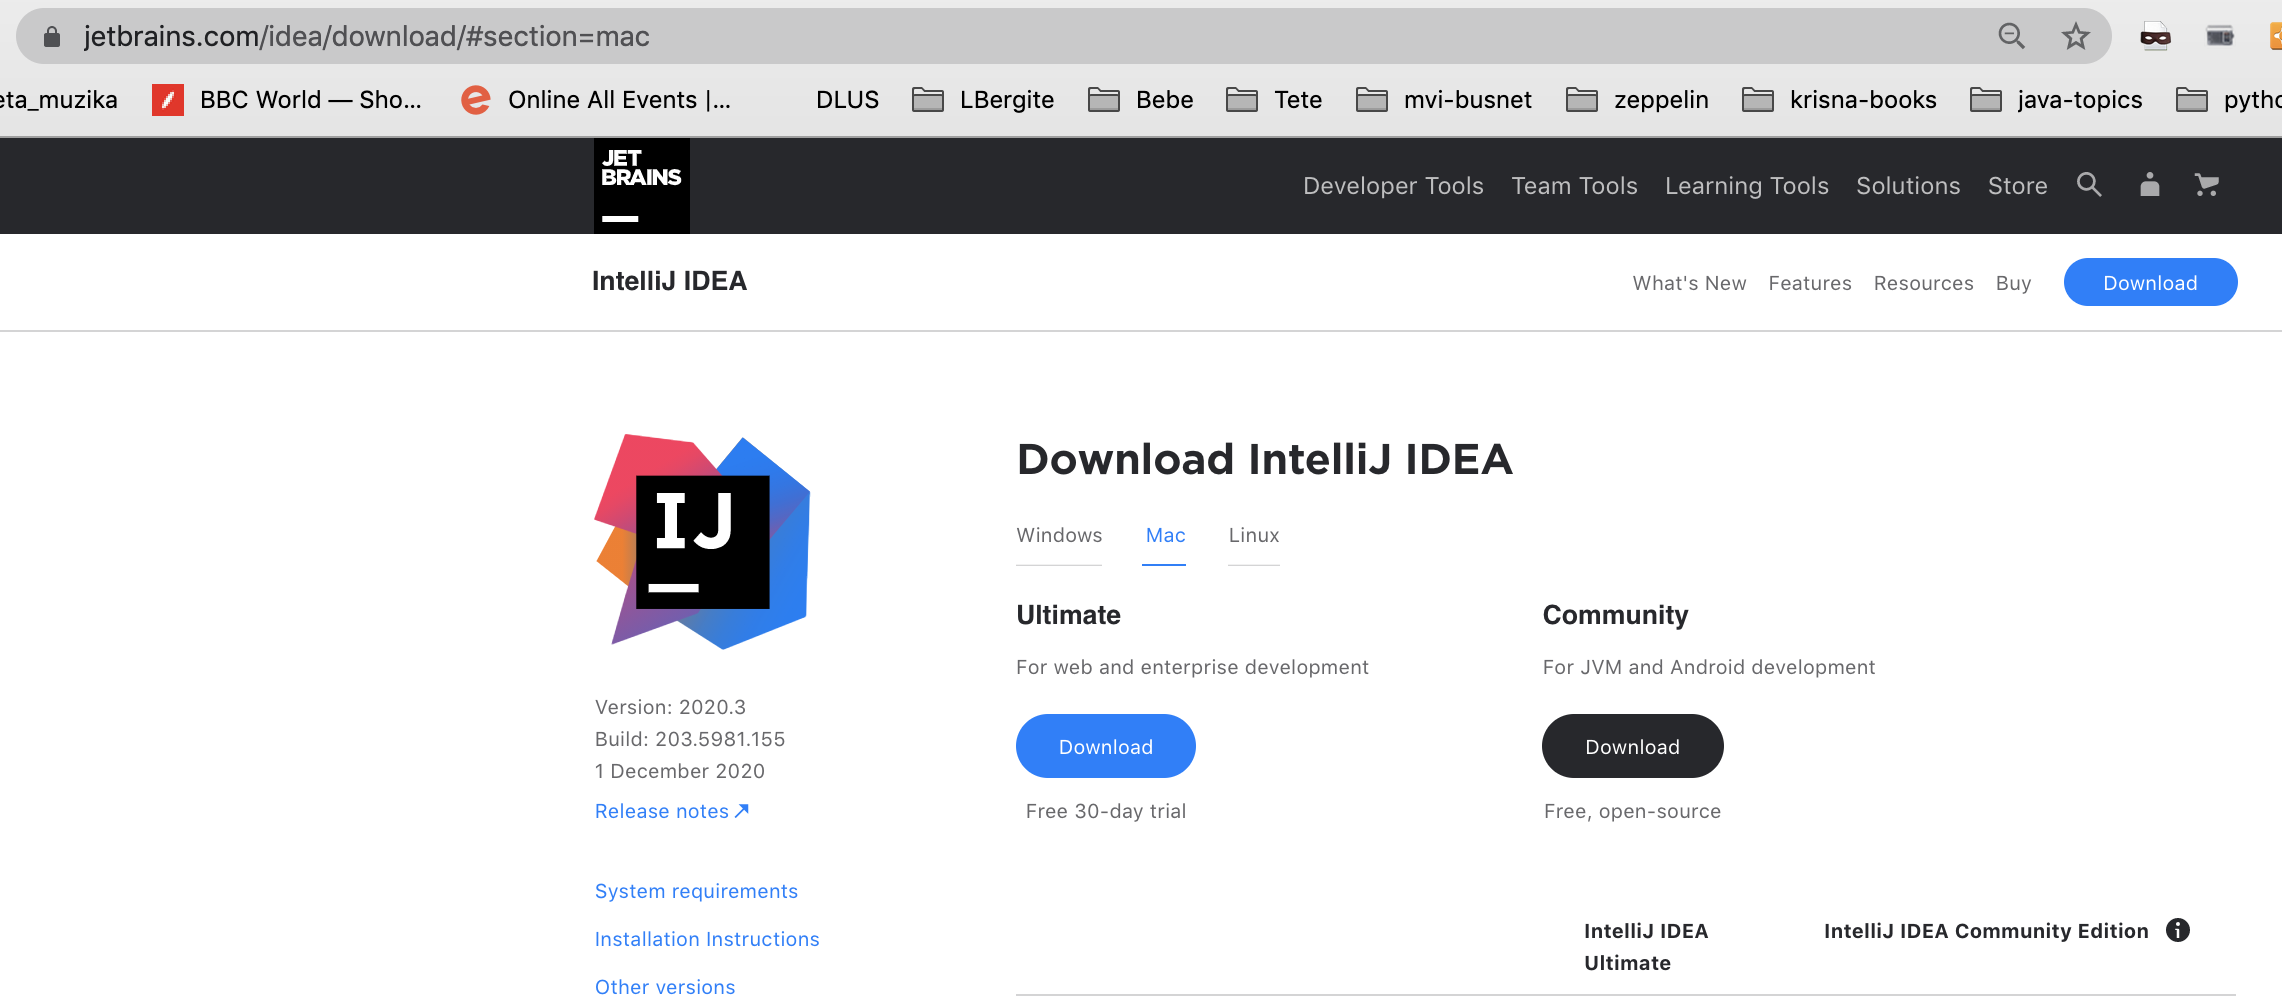 jetbrains.com/idea/download/#section=mac
eta_muzika BBC World — Sho... Online All Events |... DLUS LBergite Bebe Tete mvi-busnet zeppelin krisna-books java-topics pytho
JET
BRAINS
Developer Tools Team Tools Learning Tools Solutions Store
IntelliJ IDEA
What's New Features Resources Buy Download
IJ
Download IntelliJ IDEA
Windows Mac Linux
Ultimate
For web and enterprise development
Download
Free 30-day trial
Community
For JVM and Android development
Download
Free, open-source
Version: 2020.3
Build: 203.5981.155
1 December 2020
Release notes
System requirements
Installation Instructions
Other versions
IntelliJ IDEA
Ultimate
IntelliJ IDEA Community Edition